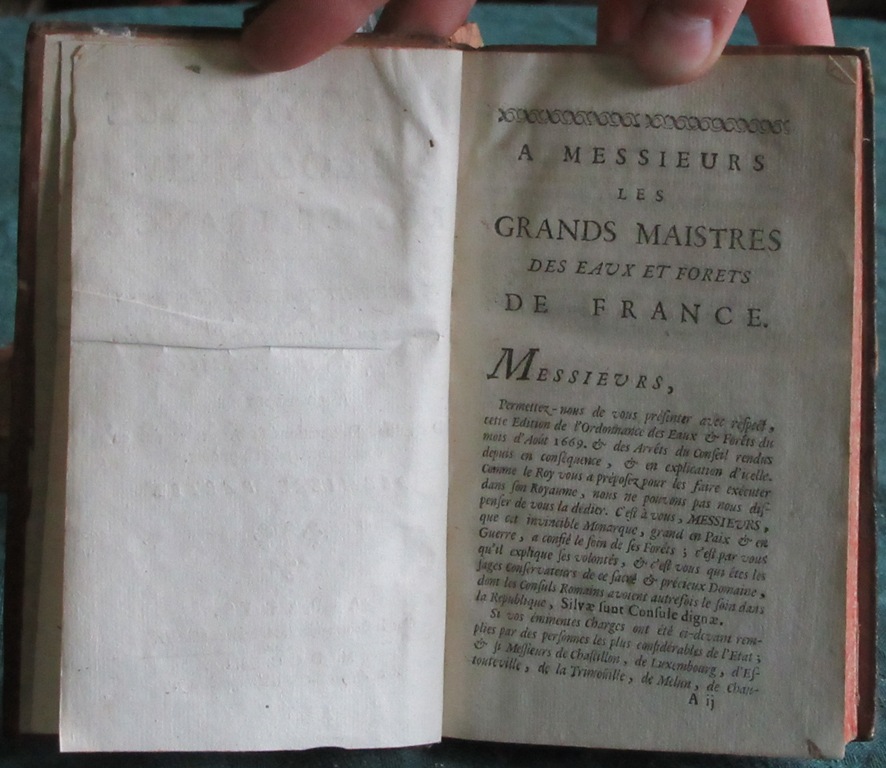 A MESSIEURS
LES
GRANDS MAISTRES
DES EAUX ET FORETS
DE FRANCE.
MESSIEURS,
Permettez-nous de vous préſenter avec reſpect,
cette Edition de l'Ordonnance des Eaux & Forêts du
mois d'Août 1669. & des Arrêts du Conſeil rendus
depuis en conſéquence, & en explication d'icelle.
Comme le Roy vous a prépoſez pour les faire exécuter
dans ſon Royaume, nous ne pouvons pas nous diſ-
penſer de vous la dédier. C'eſt à vous, MESSIEURS,
que cet invincible Monarque, grand en Paix & en
Guerre, a confié le ſoin de ſes Forêts ; c'eſt par vous
qu'il explique ſes volontés, & c'eſt vous qui êtes les
ſages Conſervateurs de ce ſacré & précieux Domaine,
dont les Conſuls Romains avoient autrefois le ſoin dans
la République, Silvæ ſunt Conſule dignæ.
Si vos éminentes Charges ont été ci-devant rem-
plies par des perſonnes les plus conſidérables de l'Etat ;
& ſi Meſſieurs de Chaſtillon, de Luxembourg, d'Eſ-
touteville, de la Trimoüille, de Melun, de Chau-
A ij